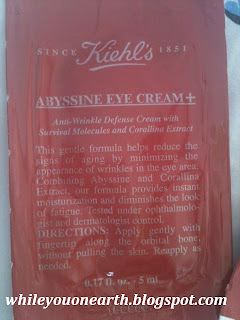 SINCE Kiehl's 1851
ABYSSINE EYE CREAM+
Anti-Wrinkle Defense Cream with
Survival Molecules and Corallina Extract
This gentle formula helps reduce the
signs of aging by minimizing the
appearance of wrinkles in the eye area.
Combining Abyssine and Coralina
Extract, our formula provides instant
moisturization and diminishes the look
of fatigue. Tested under ophthalmolo-
gist and dermatologist control.
DIRECTIONS: Apply gently with
fingertip along the orbital bone,
without pulling the skin. Reapply as
needed.
0.17 fl. oz. - 5 ml
whileyouonearth.blogspot.com